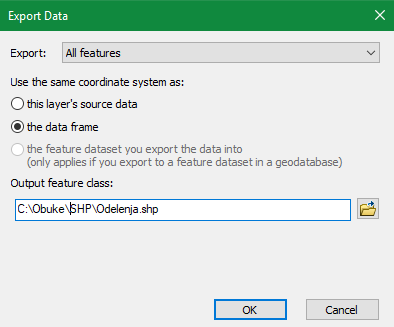 Export Data
Export: All features
Use the same coordinate system as:
this layer's source data
the data frame
the feature dataset you export the data into
(only applies if you export to a feature dataset in a geodatabase)
Output feature class:
C:\Obuke\SHP\Odelenja.shp
OK Cancel